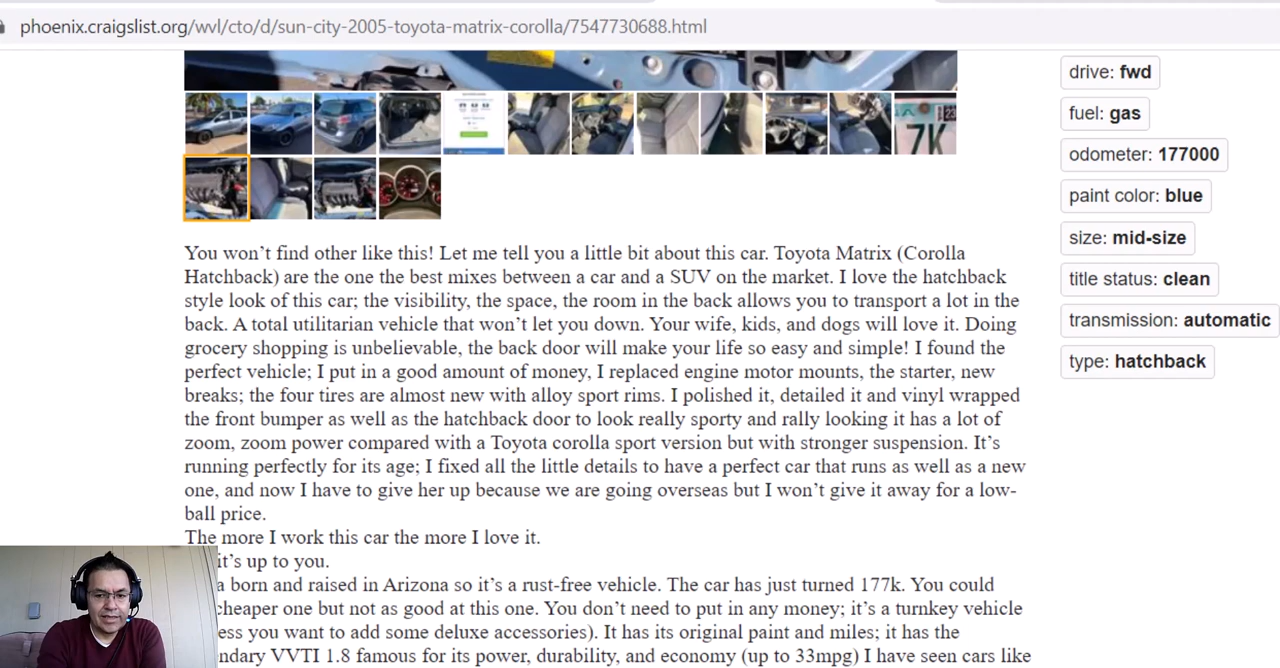 phoenix.craigslist.org/wvl/cto/d/sun-city-2005-toyota-matrix-corolla/7547730688.html
drive: fwd
fuel: gas
odometer: 177000
paint color: blue
size: mid-size
title status: clean
transmission: automatic
type: hatchback
7K
You won’t find other like this! Let me tell you a little bit about this car. Toyota Matrix (Corolla
Hatchback) are the one the best mixes between a car and a SUV on the market. I love the hatchback
style look of this car; the visibility, the space, the room in the back allows you to transport a lot in the
back. A total utilitarian vehicle that won’t let you down. Your wife, kids, and dogs will love it. Doing
grocery shopping is unbelievable, the back door will make your life so easy and simple! I found the
perfect vehicle; I put in a good amount of money, I replaced engine motor mounts, the starter, new
breaks; the four tires are almost new with alloy sport rims. I polished it, detailed it and vinyl wrapped
the front bumper as well as the hatchback door to look really sporty and rally looking it has a lot of
zoom, zoom power compared with a Toyota corolla sport version but with stronger suspension. It’s
running perfectly for its age; I fixed all the little details to have a perfect car that runs as well as a new
one, and now I have to give her up because we are going overseas but I won’t give it away for a low-
ball price.
The more I work this car the more I love it.
it’s up to you.
born and raised in Arizona so it’s a rust-free vehicle. The car has just turned 177k. You could
cheaper one but not as good at this one. You don’t need to put in any money; it’s a turnkey vehicle
ess you want to add some deluxe accessories). It has its original paint and miles; it has the
ndary VVTI 1.8 famous for its power, durability, and economy (up to 33mpg) I have seen cars like